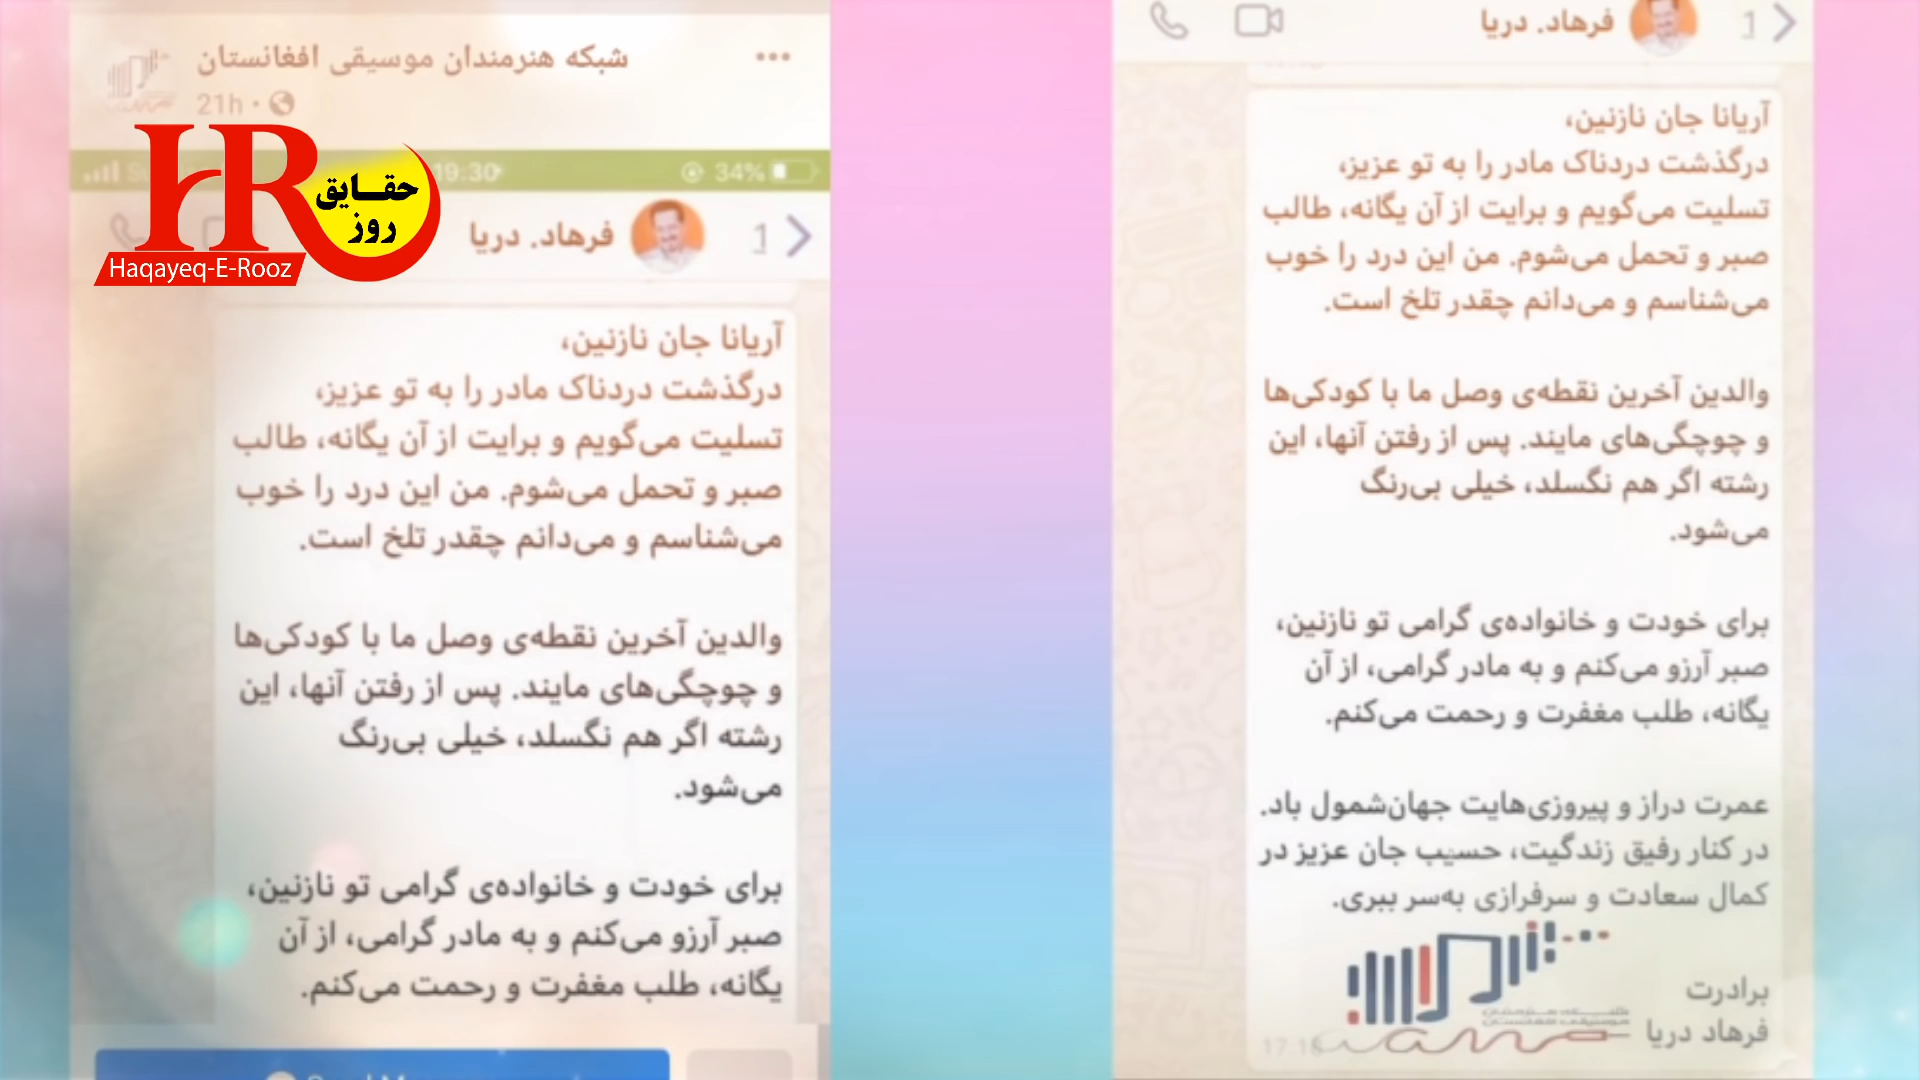 شبکه هنرمندان موسیقی افغانستان
21h
19:30
34%
HR
حقایق
روز
Haqayeq-E-Rooz
فرهاد. دریا
1
آریانا جان نازنین،
درگذشت دردناک مادر را به تو عزیز،
تسلیت می‌گویم و برایت از آن یگانه، طالب
صبر و تحمل می‌شوم. من این درد را خوب
می‌شناسم و می‌دانم چقدر تلخ است.
والدین آخرین نقطه‌ی وصل ما با کودکی‌ها
و چوچگی‌های مایند. پس از رفتن آنها، این
رشته اگر هم نگسلد، خیلی بی‌رنگ
می‌شود.
برای خودت و خانواده‌ی گرامی تو نازنین،
صبر آرزو می‌کنم و به مادر گرامی، از آن
یگانه، طلب مغفرت و رحمت می‌کنم.
فرهاد. دریا
1
آریانا جان نازنین،
درگذشت دردناک مادر را به تو عزیز،
تسلیت می‌گویم و برایت از آن یگانه، طالب
صبر و تحمل می‌شوم. من این درد را خوب
می‌شناسم و می‌دانم چقدر تلخ است.
والدین آخرین نقطه‌ی وصل ما با کودکی‌ها
و چوچگی‌های مایند. پس از رفتن آنها، این
رشته اگر هم نگسلد، خیلی بی‌رنگ
می‌شود.
برای خودت و خانواده‌ی گرامی تو نازنین،
صبر آرزو می‌کنم و به مادر گرامی، از آن
یگانه، طلب مغفرت و رحمت می‌کنم.
عمرت دراز و پیروزی‌هایت جهان‌شمول باد.
در کنار رفیق زندگیت، حسیب جان عزیز در
کمال سعادت و سرفرازی به‌سر ببری.
برادرت
فرهاد دریا